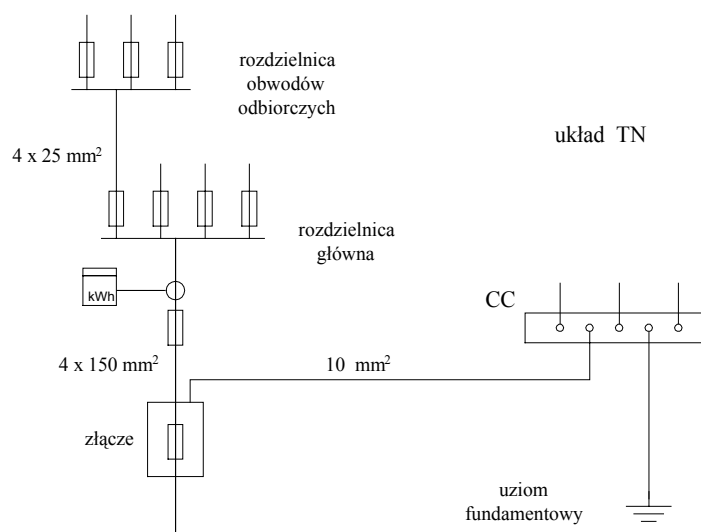 rozdzielnica
obwodów
odbiorczych
układ TN
4 x 25 mm²
rozdzielnica
główna
kWh
CC
4 x 150 mm²
10 mm²
złącze
uziom
fundamentowy